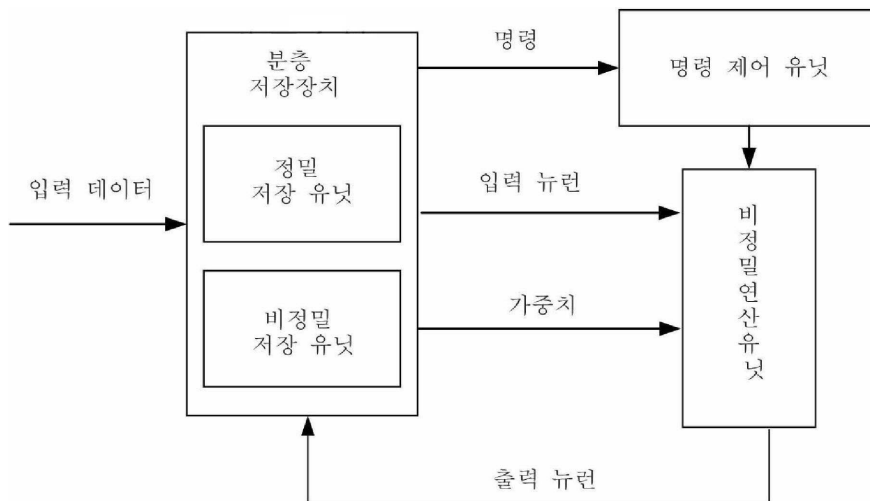 분층
저장장치
정밀
저장 유닛
비정밀
저장 유닛
입력 데이터
명령
명령 제어 유닛
입력 뉴런
가중치
비정밀연산유닛
출력 뉴런